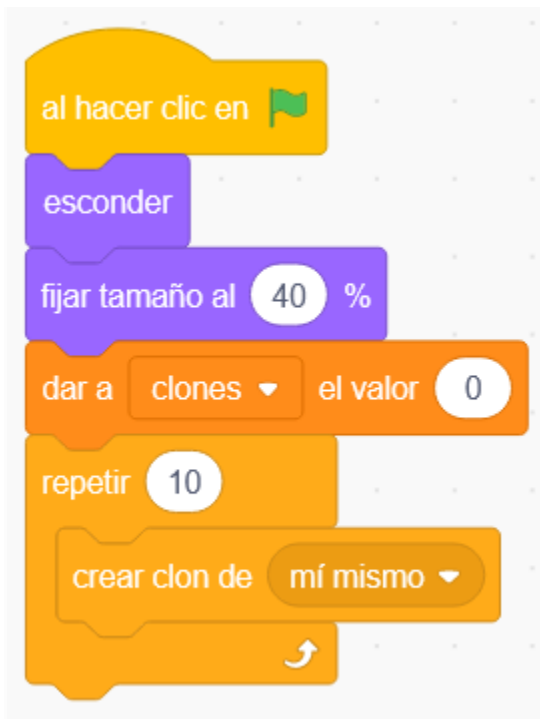 al hacer clic en
esconder
fijar tamaño al 40 %
dar a clones el valor 0
repetir 10
crear clon de mí mismo